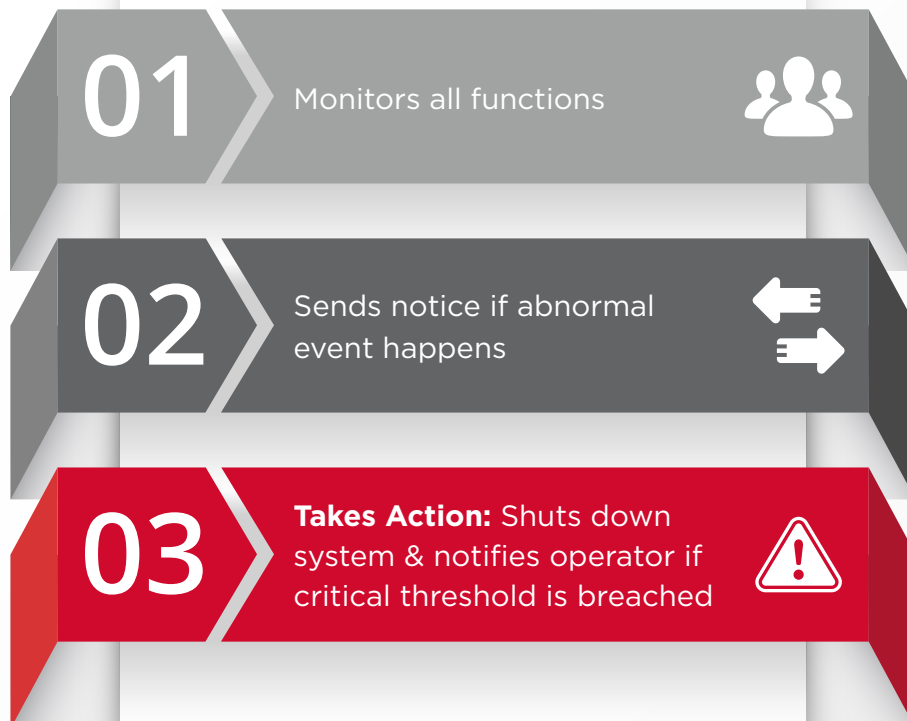 01
Monitors all functions
02
Sends notice if abnormal
event happens
03
Takes Action: Shuts down
system & notifies operator if
critical threshold is breached